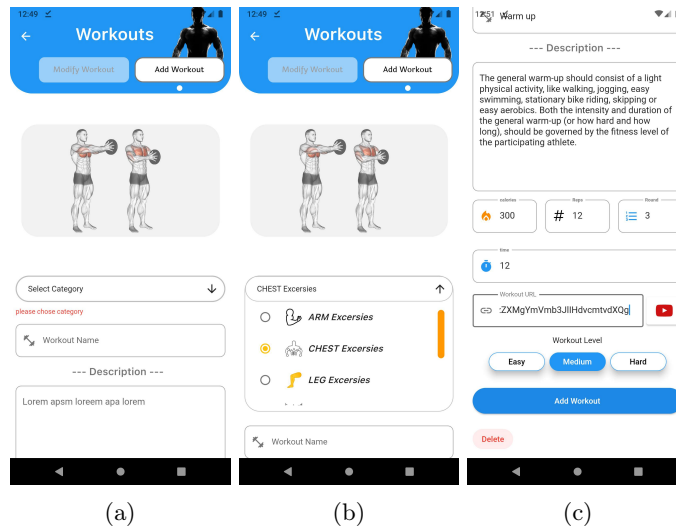 12:49
Workouts
Modify Workout
Add Workout
Select Category
please chose category
Workout Name
--- Description ---
Lorem apsm loreem apa lorem
(a)
12:49
Workouts
Modify Workout
Add Workout
CHEST Excersies
ARM Excersies
CHEST Excersies
LEG Excersies
Workout Name
(b)
12:51
Warm up
--- Description ---
The general warm-up should consist of a light
physical activity, like walking, jogging, easy
swimming, stationary bike riding, skipping or
easy aerobics. Both the intensity and duration of
the general warm-up (or how hard and how
long), should be governed by the fitness level of
the participating athlete.
calories
300
Reps
# 12
Round
3
time
12
Workout URL
Workout Level
Easy
Medium
Hard
Add Workout
Delete
(c)